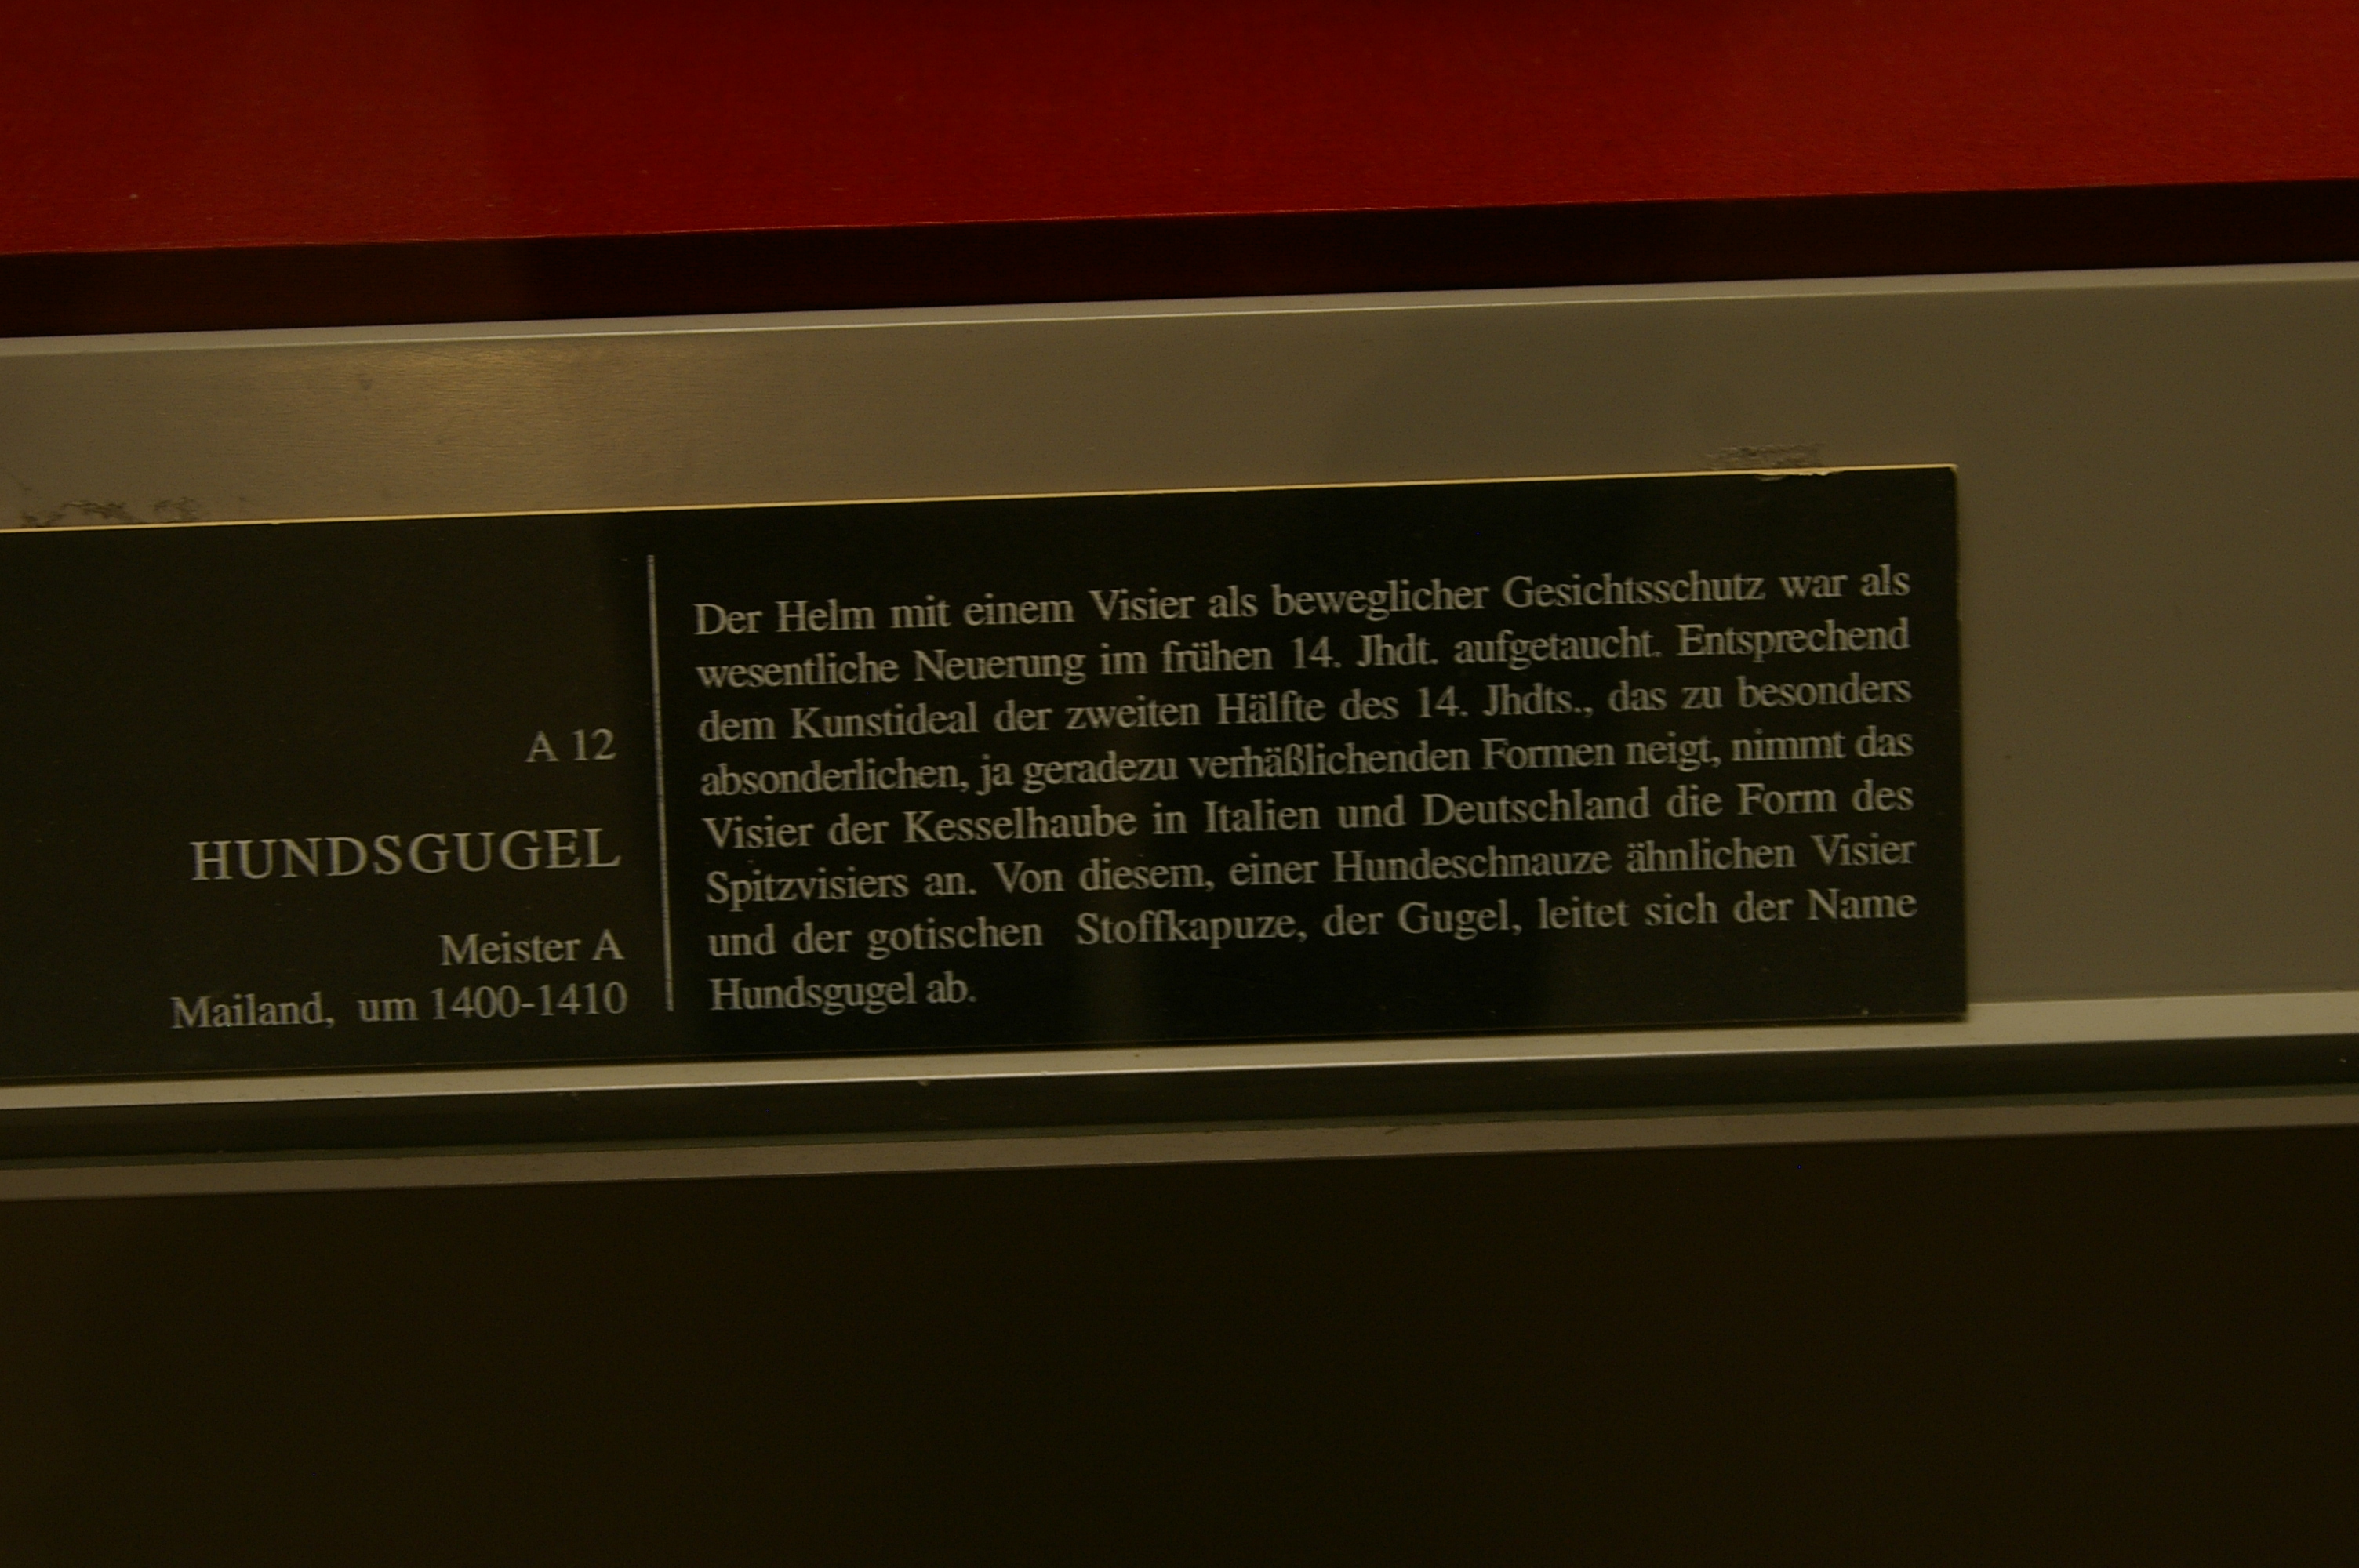 A 12
HUNDSGUGEL
Meister A
Mailand, um 1400-1410
Der Helm mit einem Visier als beweglicher Gesichtsschutz war als
wesentliche Neuerung im frühen 14. Jhdt. aufgetaucht. Entsprechend
dem Kunstideal der zweiten Hälfte des 14. Jhdts., das zu besonders
absonderlichen, ja geradezu verhäßlichenden Formen neigt, nimmt das
Visier der Kesselhaube in Italien und Deutschland die Form des
Spitzvisiers an. Von diesem, einer Hundeschnauze ähnlichen Visier
und der gotischen Stoffkapuze, der Gugel, leitet sich der Name
Hundsgugel ab.